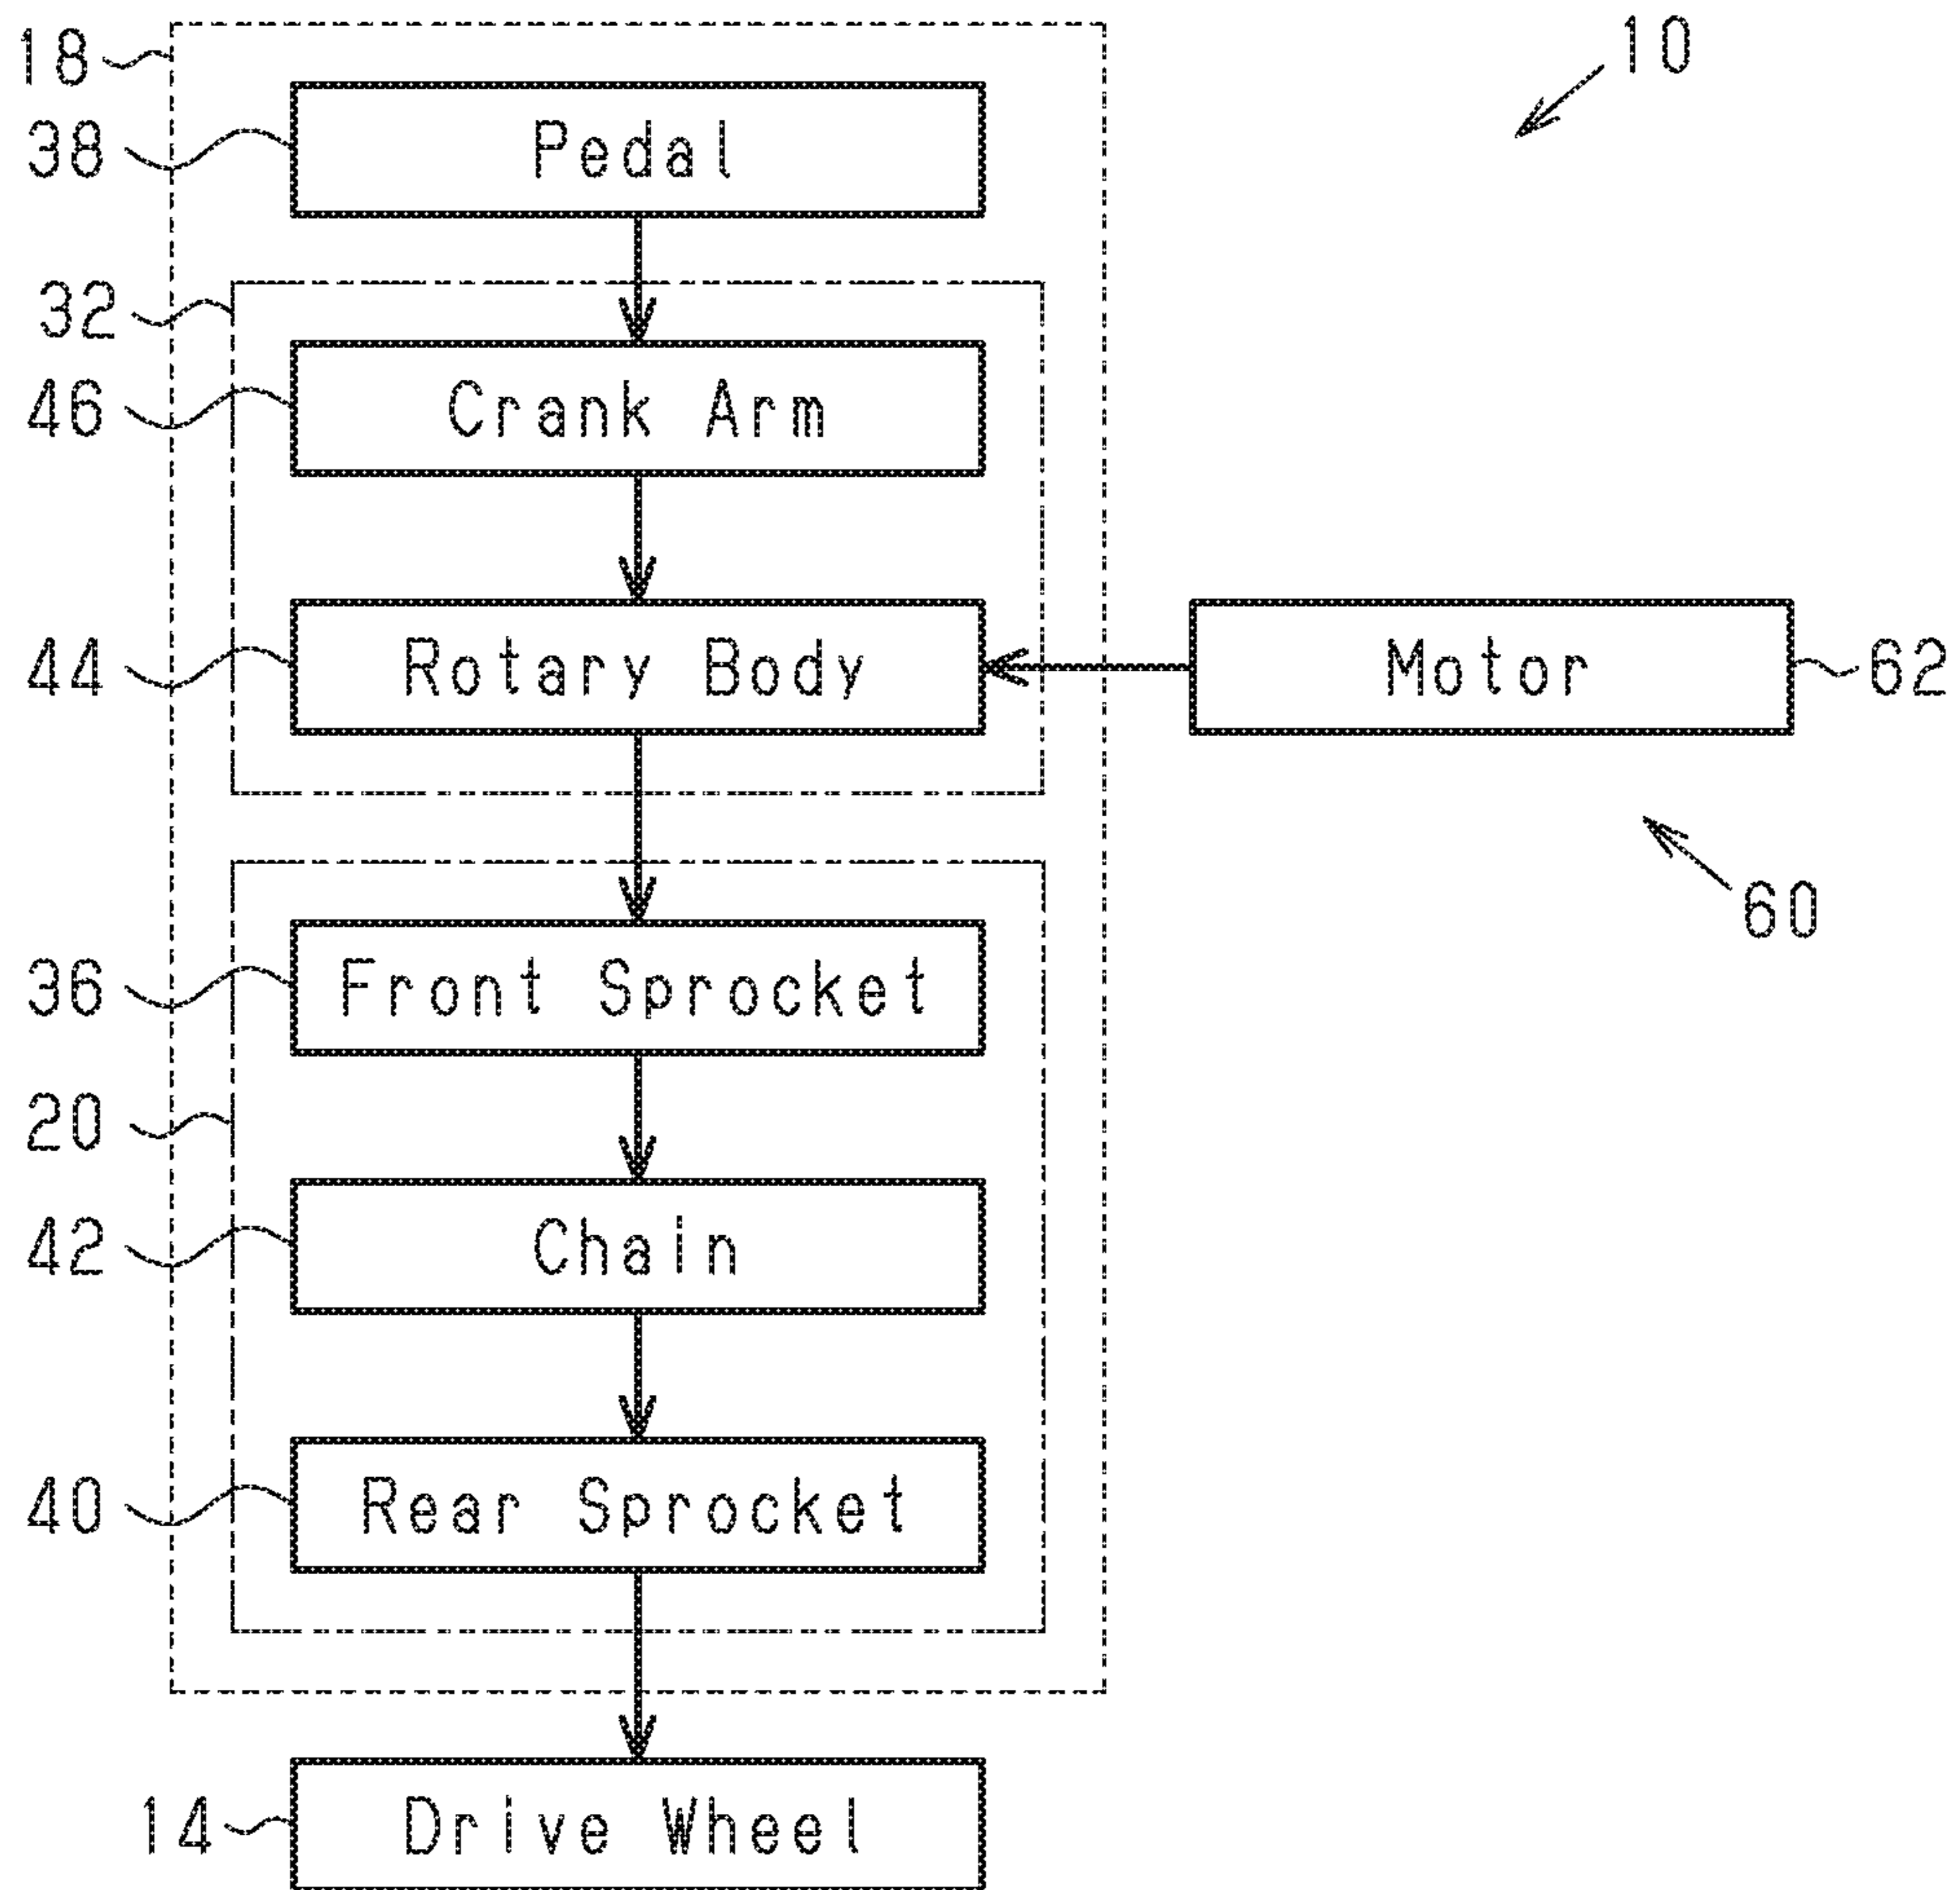 18
10
38 Pedal
32
46 Crank Arm
44 Rotary Body Motor 62
60
36 Front Sprocket
20
42 Chain
40 Rear Sprocket
14 Drive Wheel